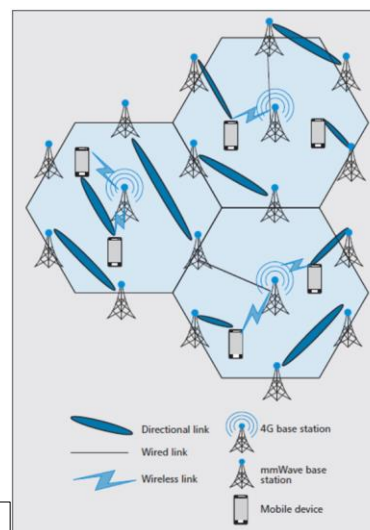 Directional link
4G base station
Wired link
Wireless link
mmWave base
station
Mobile device